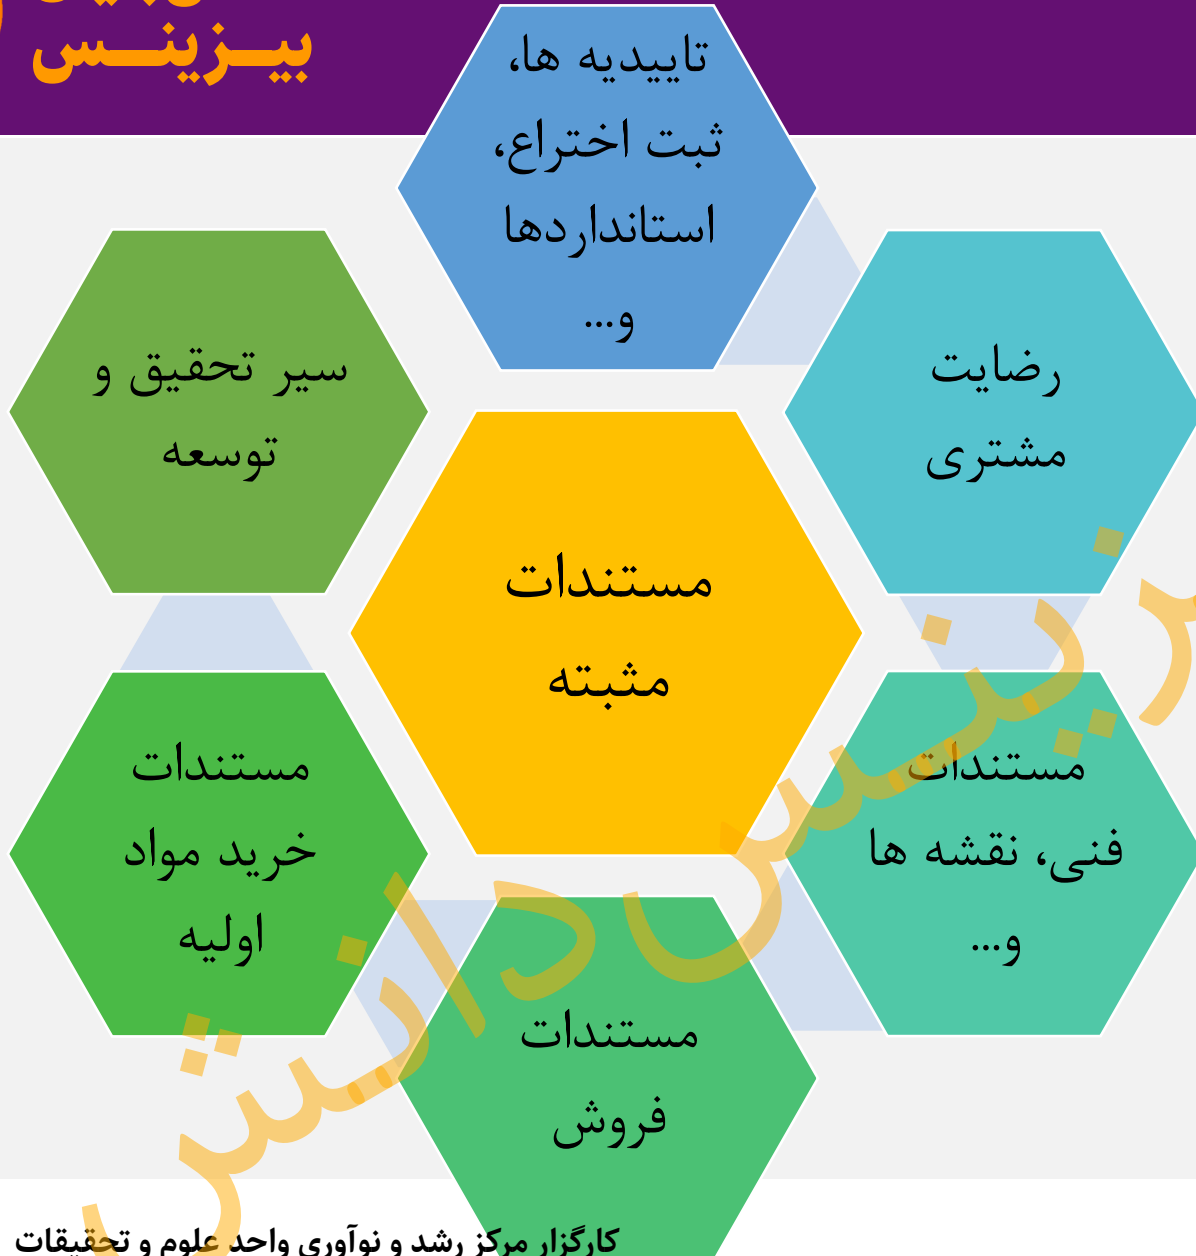 بیـــزینـــس
تاییدیه ها،
ثبت اختراع،
استانداردها
و...
رضایت
مشتری
سیر تحقیق و
توسعه
مستندات
مثبته
مستندات
فنی، نقشه ها
و...
مستندات
خرید مواد
اولیه
مستندات
فروش
کارگزار مرکز رشد و نوآوری واحد علوم و تحقیقات